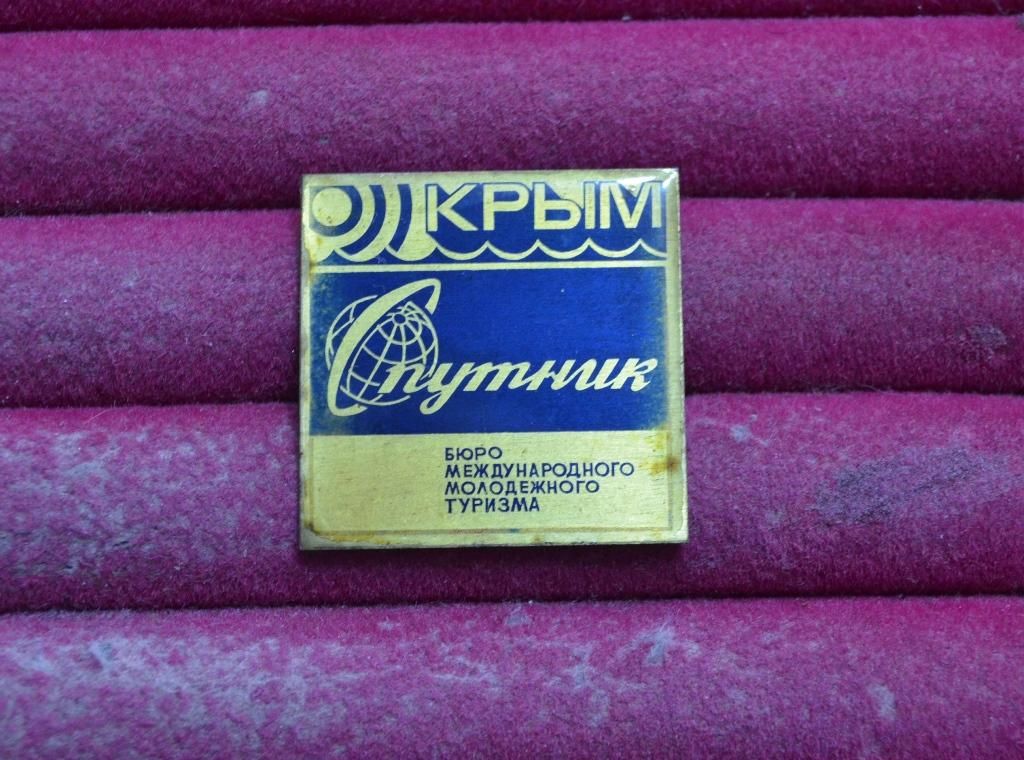 КРЫМ
Спутник
БЮРО
МЕЖДУНАРОДНОГО
МОЛОДЕЖНОГО
ТУРИЗМА